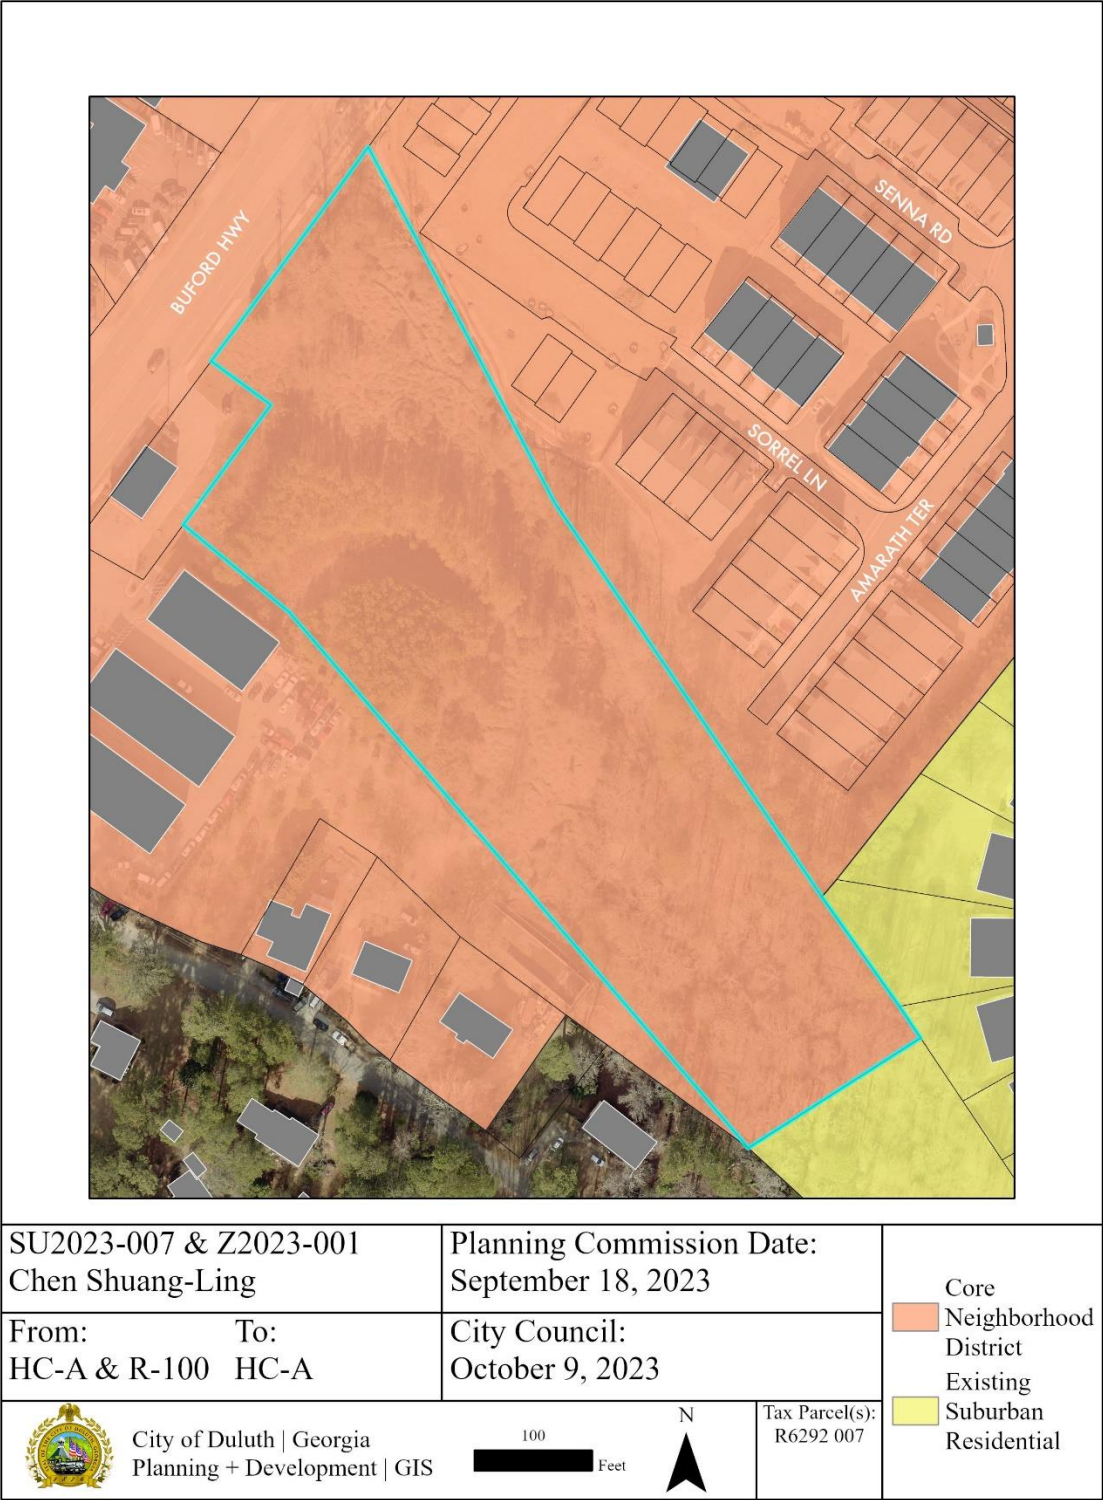 SENNA RD
BUFORD HWY
SORREL LN
AMARATH TER
SU2023-007 & Z2023-001
Chen Shuang-Ling
Planning Commission Date:
September 18, 2023
From: To:
HC-A & R-100 HC-A
City Council:
October 9, 2023
Core
Neighborhood
District
Existing
Suburban
Residential
City of Duluth | Georgia
Planning + Development | GIS
100
Feet
N
Tax Parcel(s):
R6292 007